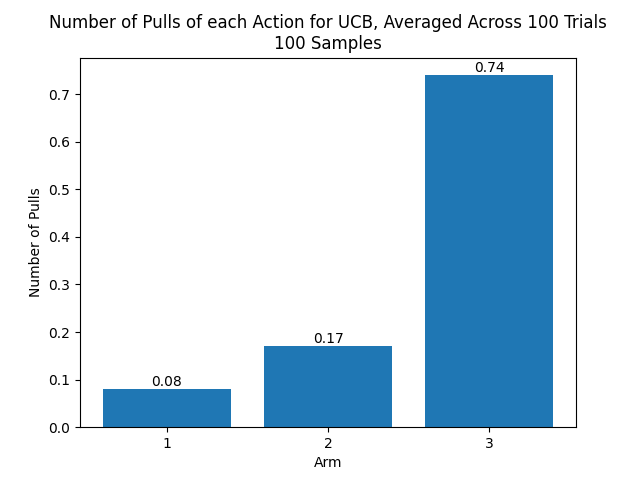 Number of Pulls of each Action for UCB, Averaged Across 100 Trials
100 Samples
0.74
0.17
0.08
Number of Pulls
0.7
0.6
0.5
0.4
0.3
0.2
0.1
0.0
1 2 3
Arm